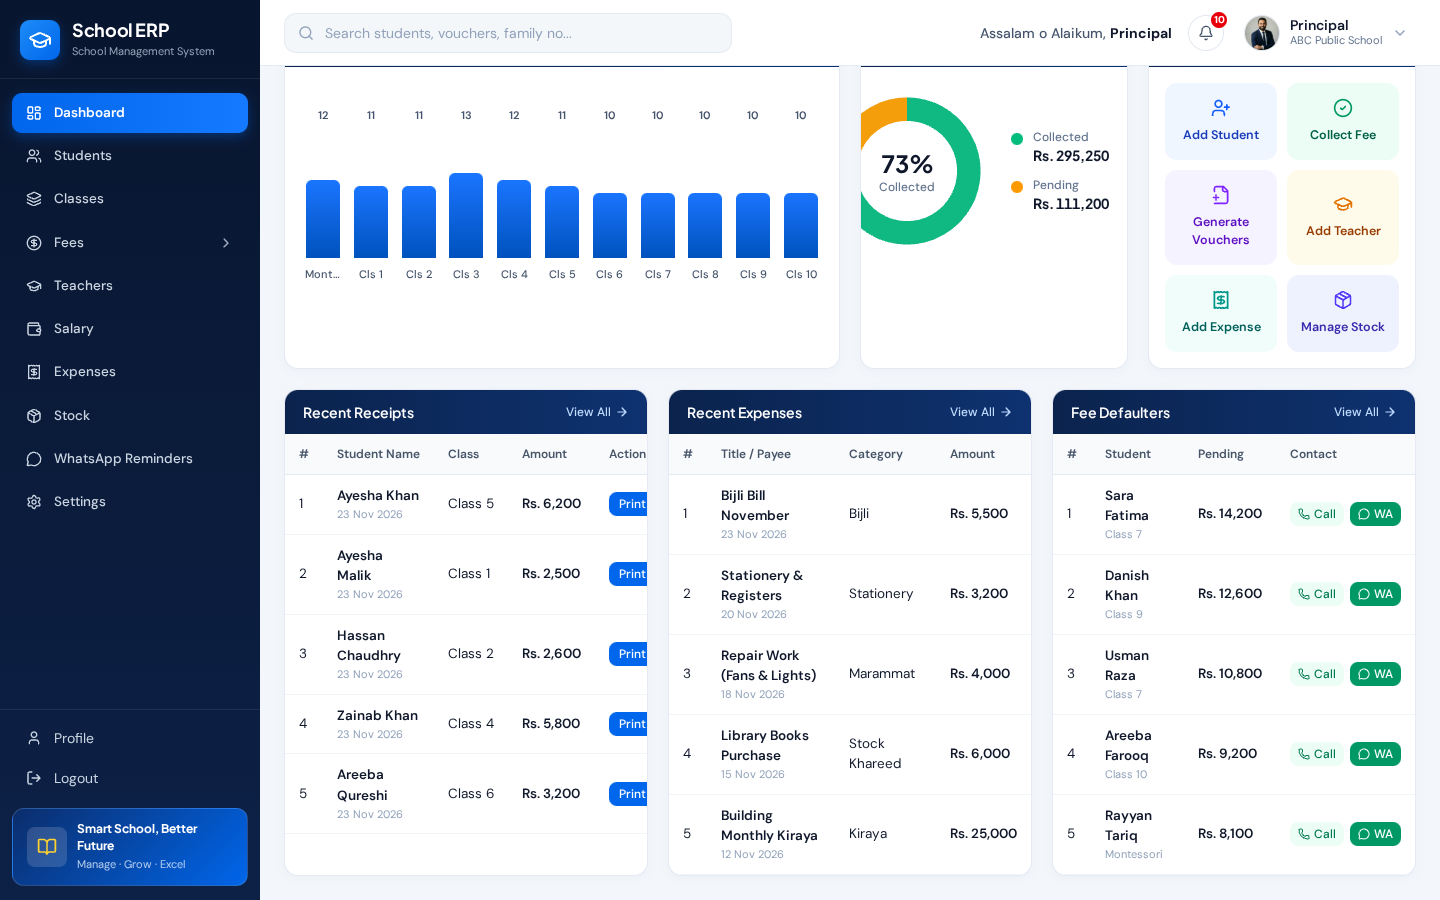 School ERP
School Management System
Search students, vouchers, family no...
Assalam o Alaikum, Principal
10
Principal
ABC Public School
Dashboard
Students
Classes
Fees
Teachers
Salary
Expenses
Stock
WhatsApp Reminders
Settings
Profile
Logout
Smart School, Better
Future
Manage · Grow · Excel
12 11 11 13 12 11 10 10 10 10 10
Mont... Cls 1 Cls 2 Cls 3 Cls 4 Cls 5 Cls 6 Cls 7 Cls 8 Cls 9 Cls 10
73%
Collected
Collected
Rs. 295,250
Pending
Rs. 111,200
Add Student
Collect Fee
Generate
Vouchers
Add Teacher
Add Expense
Manage Stock
Recent Receipts View All
# Student Name Class Amount Action
1 Ayesha Khan Class 5 Rs. 6,200 Print
23 Nov 2026
2 Ayesha
Malik Class 1 Rs. 2,500 Print
23 Nov 2026
3 Hassan
Chaudhry Class 2 Rs. 2,600 Print
23 Nov 2026
4 Zainab Khan Class 4 Rs. 5,800 Print
23 Nov 2026
5 Areeba
Qureshi Class 6 Rs. 3,200 Print
23 Nov 2026
Recent Expenses View All
# Title / Payee Category Amount
1 Bijli Bill
November Bijli Rs. 5,500
23 Nov 2026
2 Stationery &
Registers Stationery Rs. 3,200
20 Nov 2026
3 Repair Work
(Fans & Lights) Marammat Rs. 4,000
18 Nov 2026
4 Library Books
Purchase Stock
Khareed Rs. 6,000
15 Nov 2026
5 Building
Monthly Kiraya Kiraya Rs. 25,000
12 Nov 2026
Fee Defaulters View All
# Student Pending Contact
1 Sara
Fatima Rs. 14,200 Call WA
Class 7
2 Danish
Khan Rs. 12,600 Call WA
Class 9
3 Usman
Raza Rs. 10,800 Call WA
Class 7
4 Areeba
Farooq Rs. 9,200 Call WA
Class 10
5 Rayyan
Tariq Rs. 8,100 Call WA
Montessori